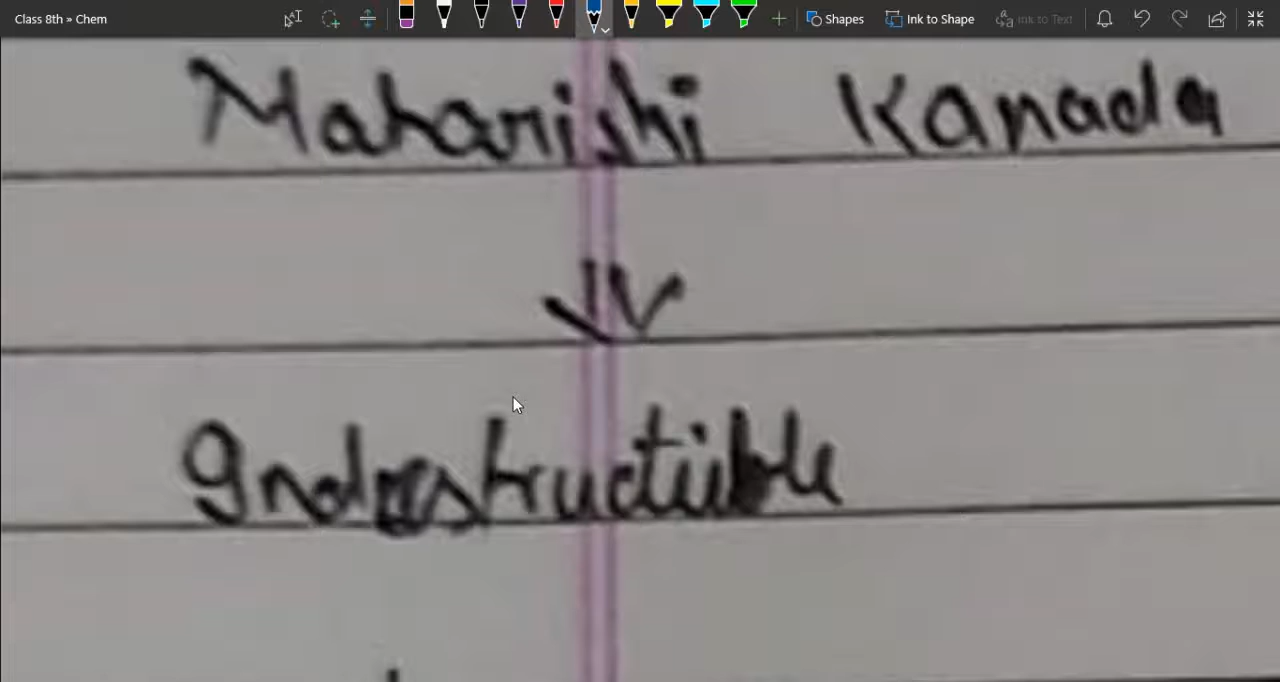 Class 8th » Chem
Shapes
Ink to Shape
Ink to Text
Maharishi Kanada
Indestructible